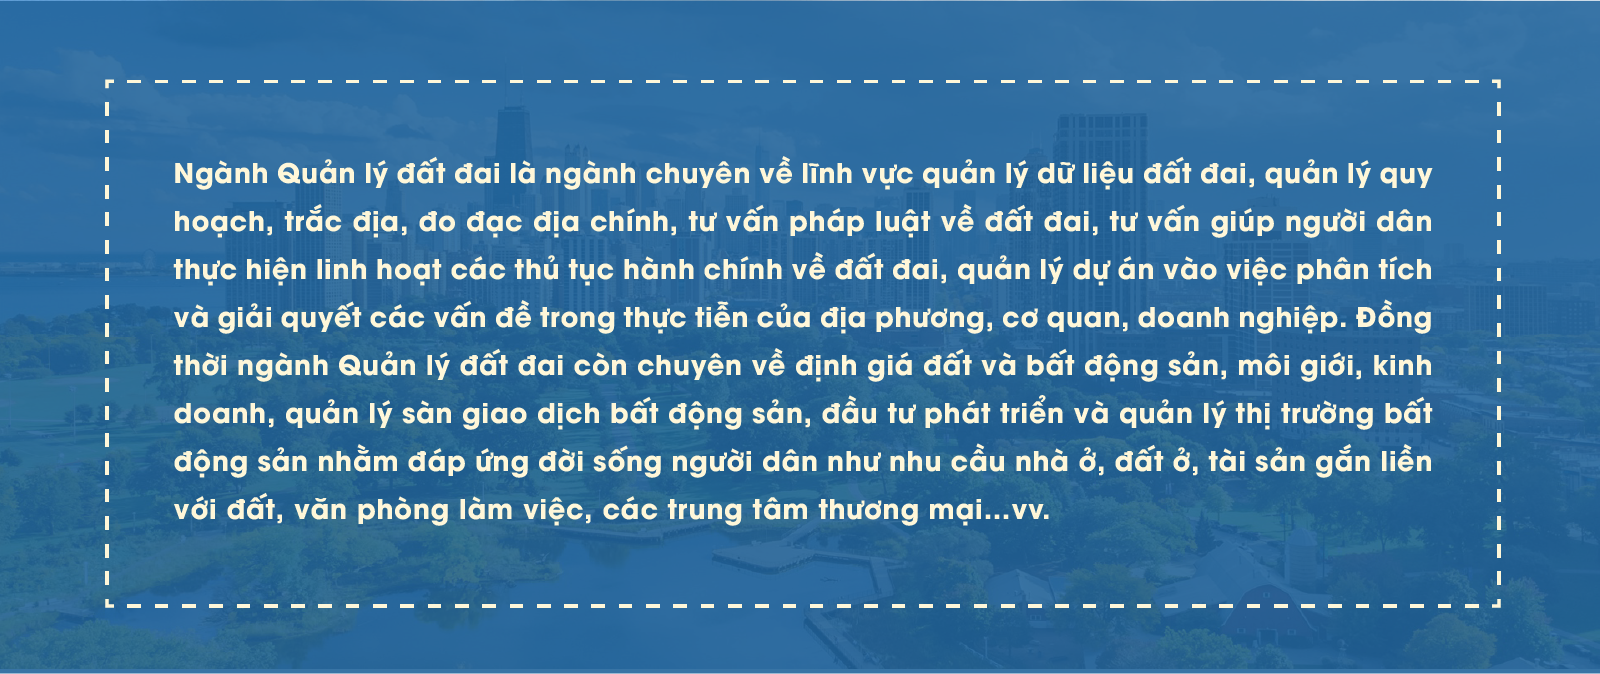 Ngành Quản lý đất đai là ngành chuyên về lĩnh vực quản lý dữ liệu đất đai, quản lý quy
hoạch, trắc địa, đo đạc địa chính, tư vấn pháp luật về đất đai, tư vấn giúp người dân
thực hiện linh hoạt các thủ tục hành chính về đất đai, quản lý dự án vào việc phân tích
và giải quyết các vấn đề trong thực tiễn của địa phương, cơ quan, doanh nghiệp. Đồng
thời ngành Quản lý đất đai còn chuyên về định giá đất và bất động sản, môi giới, kinh
doanh, quản lý sàn giao dịch bất động sản, đầu tư phát triển và quản lý thị trường bất
động sản nhằm đáp ứng đời sống người dân như nhu cầu nhà ở, đất ở, tài sản gắn liền
với đất, văn phòng làm việc, các trung tâm thương mại...vv.